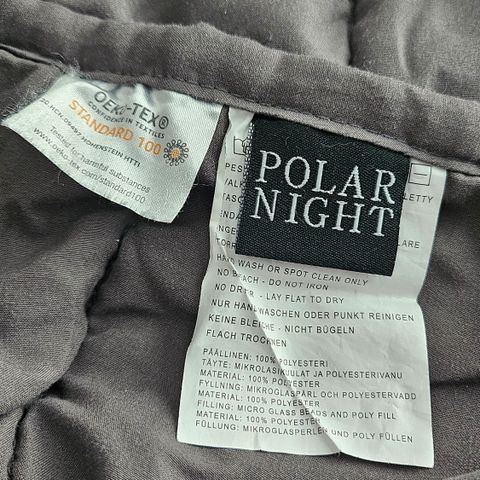 OEKO-TEX®
CONFIDENCE IN TEXTILES
STANDARD 100
HOHENSTEIN HTTI
Tested for harmful substances
www.oeko-tex.com/standard100
POLAR
NIGHT
HAND WASH OR SPOT CLEAN ONLY
NO BEACH - DO NOT IRON
NO DRYER - LAY FLAT TO DRY
NUR HANDWASCHEN ODER PUNKT REINIGEN
KEINE BLEICHE - NICHT BÜGELN
FLACH TROCKNEN
PÄÄLLINEN: 100% POLYESTERI
TÄYTE: MIKROLASIKUULAT JA POLYESTERIVANU
MATERIAL: 100% POLYESTER
FYLLNING: MIKROGLASPÄRL OCH POLYESTERVADD
MATERIAL: 100% POLYESTER
FILLING: MICRO GLASS BEADS AND POLY FILL
MATERIAL: 100% POLYESTER
FÜLLUNG: MIKROGLASPERLEN UND POLY FÜLLEN